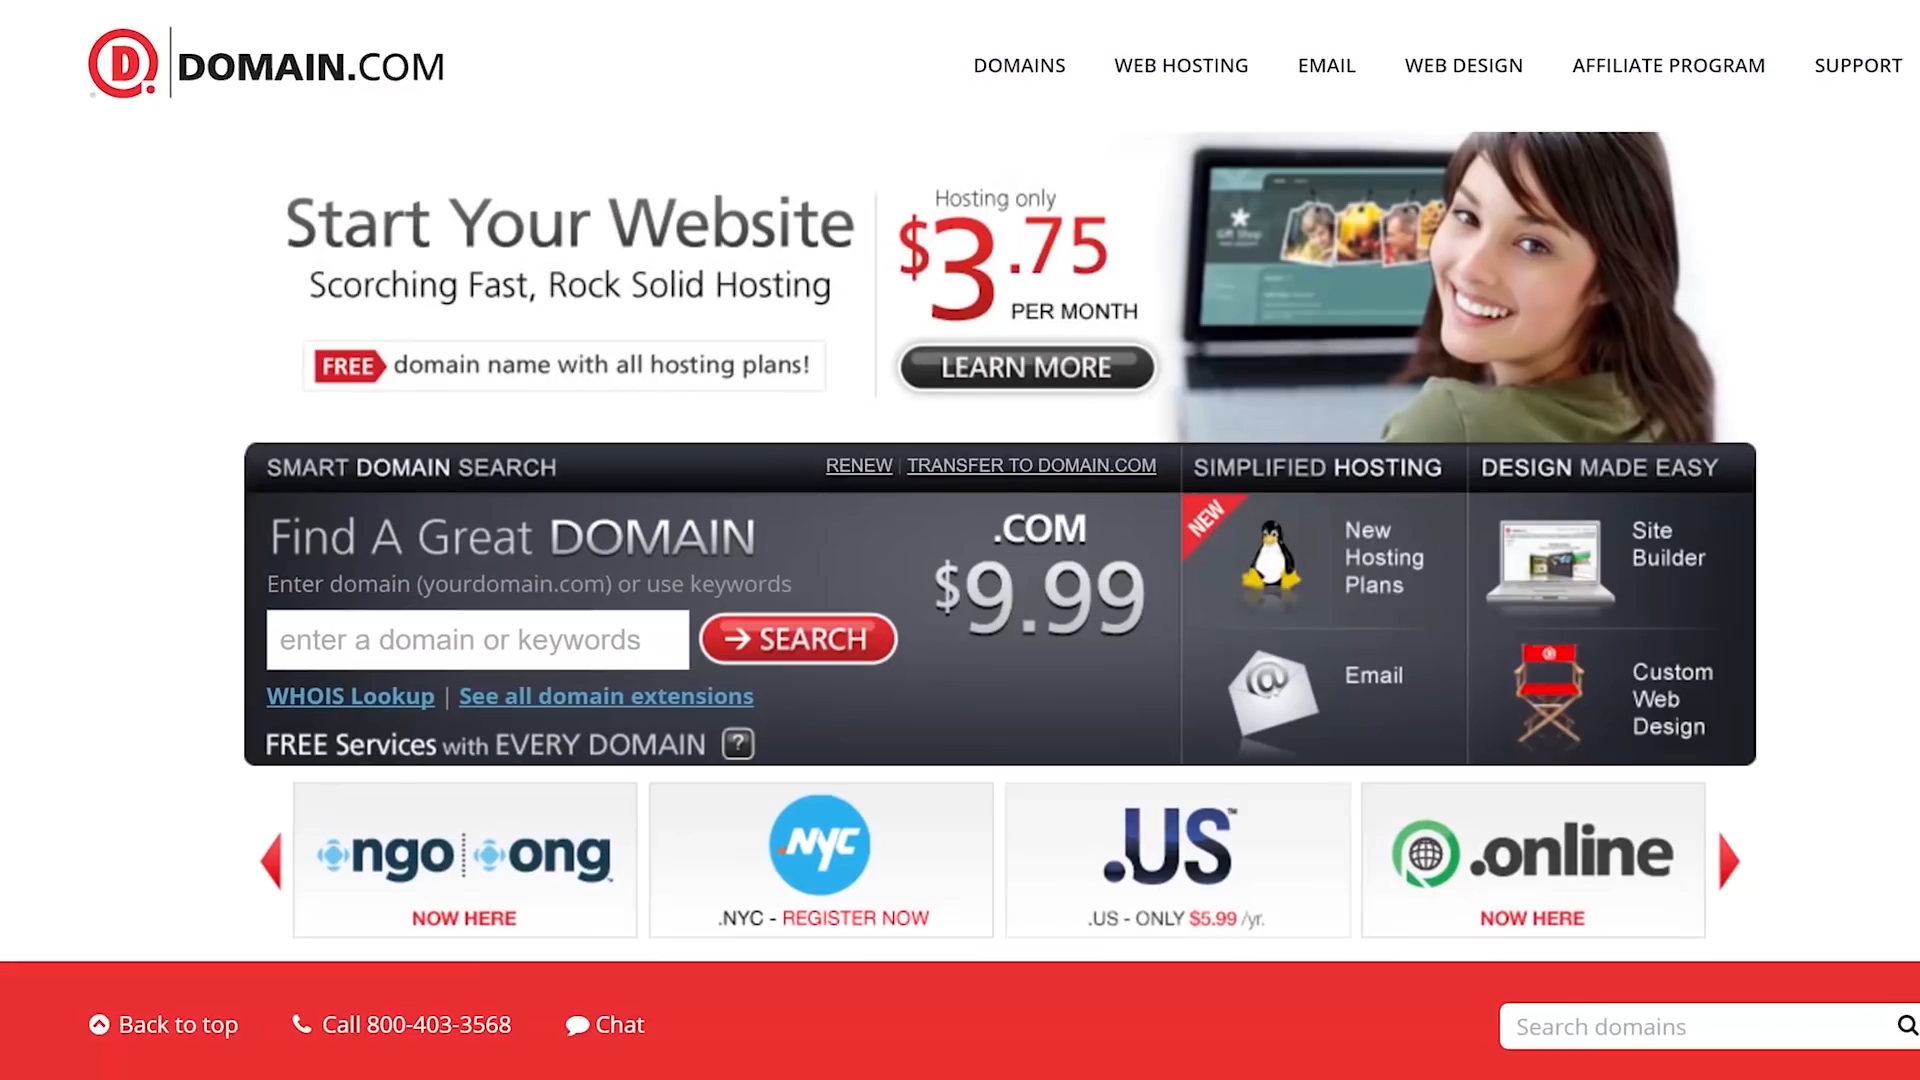 D DOMAIN.COM
DOMAINS WEB HOSTING EMAIL WEB DESIGN AFFILIATE PROGRAM SUPPORT
Start Your Website
Scorching Fast, Rock Solid Hosting
FREE domain name with all hosting plans!
Hosting only
$3.75
PER MONTH
LEARN MORE
Gift Shop
SMART DOMAIN SEARCH
RENEW | TRANSFER TO DOMAIN.COM
Find A Great DOMAIN
Enter domain (yourdomain.com) or use keywords
enter a domain or keywords
→ SEARCH
.COM
$9.99
WHOIS Lookup | See all domain extensions
FREE Services with EVERY DOMAIN ?
SIMPLIFIED HOSTING
NEW
New
Hosting
Plans
@
Email
DESIGN MADE EASY
Site
Builder
Custom
Web
Design
ngo ong™
NOW HERE
.NYC
.NYC - REGISTER NOW
.US™
.US - ONLY $5.99 /yr.
.online
NOW HERE
Back to top
Call 800-403-3568
Chat
Search domains